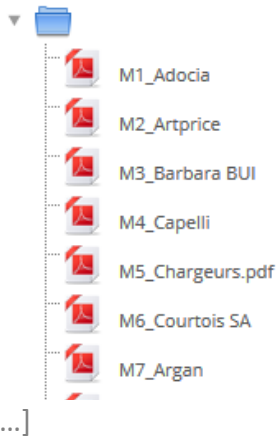 M1_Adocia
M2_Artprice
M3_Barbara BUI
M4_Capelli
M5_Chargeurs.pdf
M6_Courtois SA
M7_Argan
...]